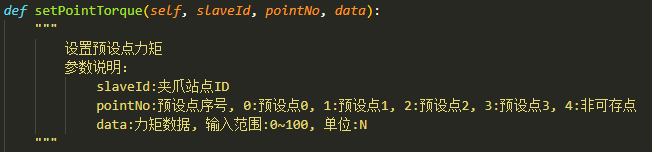 def setPointTorque(self, slaveId, pointNo, data):
"""
设置预设点力矩
参数说明:
slaveId:夹爪站点ID
pointNo:预设点序号, 0:预设点0, 1:预设点1, 2:预设点2, 3:预设点3, 4:非可存点
data:力矩数据, 输入范围:0~100, 单位:N
"""